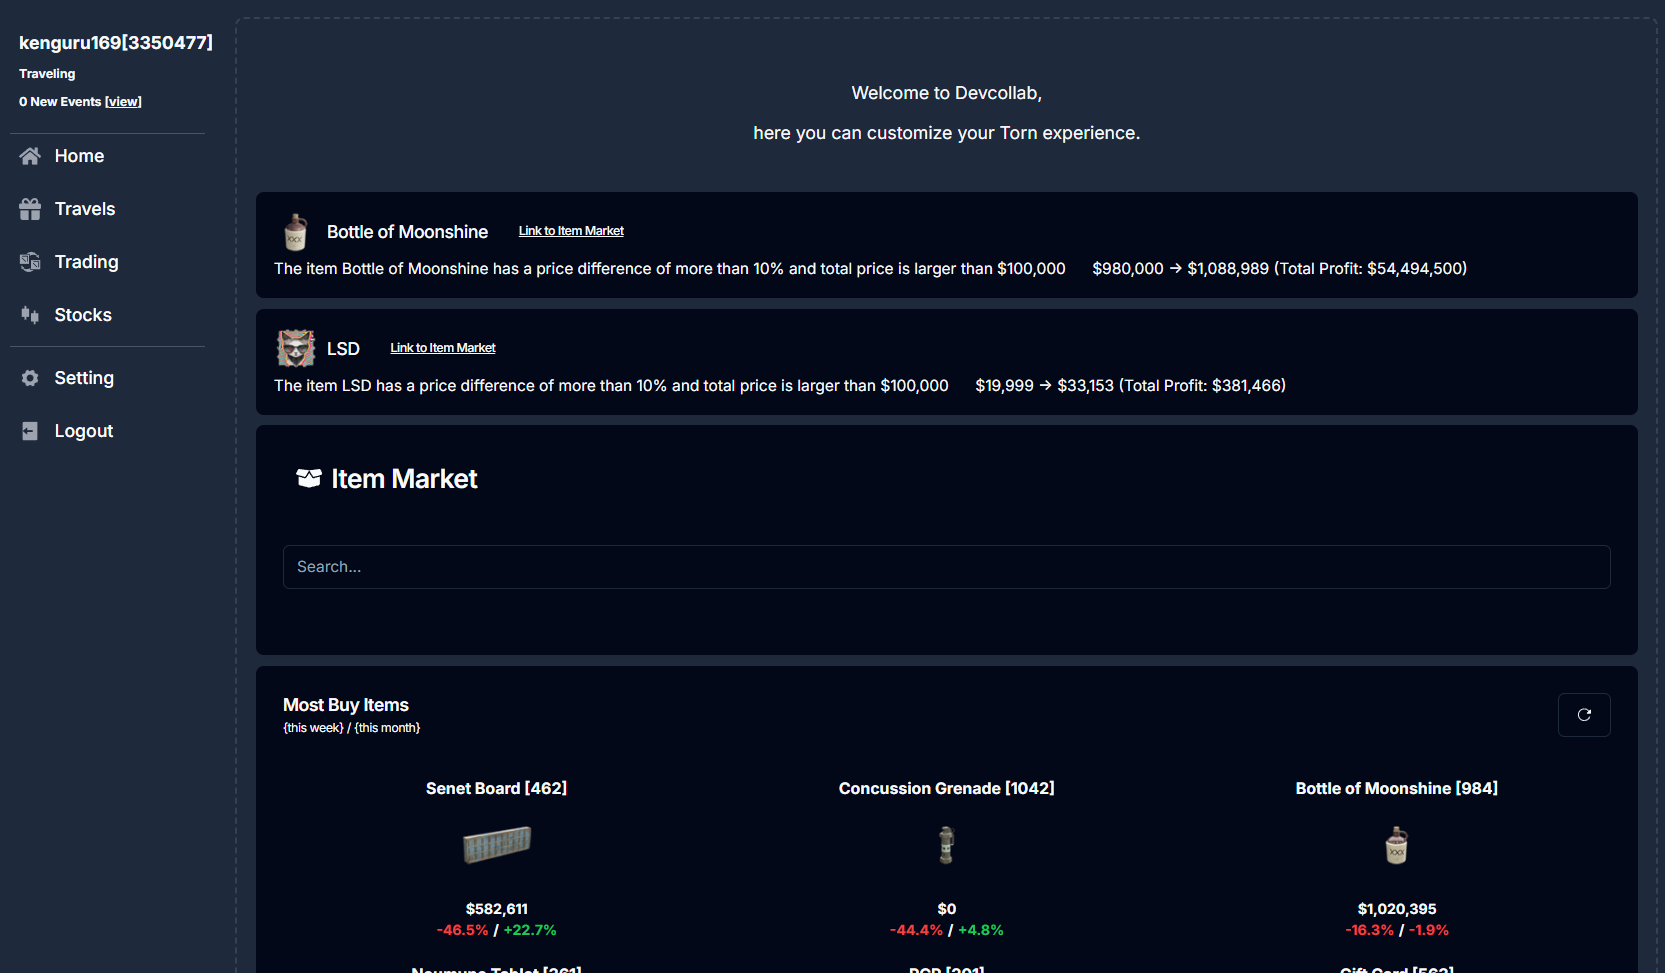 kenguru169[3350477]
Traveling
0 New Events [view]
Home
Travels
Trading
Stocks
Setting
Logout
Welcome to Devcollab,
here you can customize your Torn experience.
Bottle of Moonshine Link to Item Market
The item Bottle of Moonshine has a price difference of more than 10% and total price is larger than $100,000 $980,000 → $1,088,989 (Total Profit: $54,494,500)
LSD Link to Item Market
The item LSD has a price difference of more than 10% and total price is larger than $100,000 $19,999 → $33,153 (Total Profit: $381,466)
Item Market
Search...
Most Buy Items
{this week} / {this month}
Senet Board [462]
$582,611
-46.5% / +22.7%
Concussion Grenade [1042]
$0
-44.4% / +4.8%
Bottle of Moonshine [984]
XXX
$1,020,395
-16.3% / -1.9%